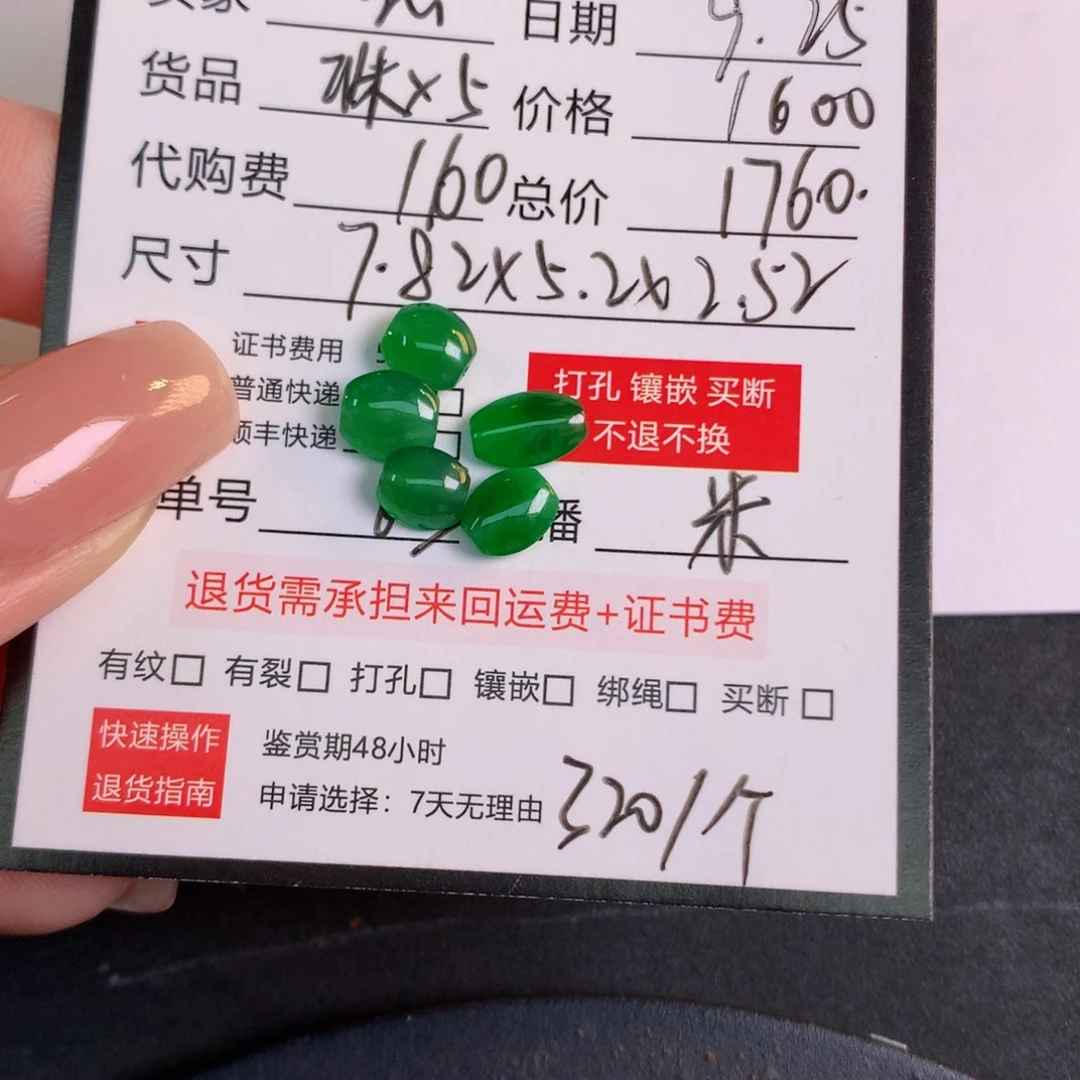 日期 9.25
货品 珠×5 价格 1600
代购费 160 总价 1760.
尺寸 7.82×5.2×2.52
证书费用
普通快递
顺丰快递
打孔 镶嵌 买断
不退不换
单号 播 米
退货需承担来回运费+证书费
有纹□ 有裂□ 打孔□ 镶嵌□ 绑绳□ 买断□
快速操作
退货指南
鉴赏期48小时
申请选择：7天无理由 320/个